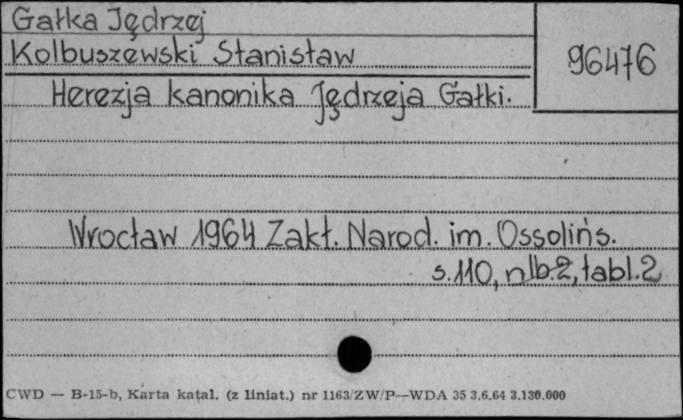 Gałka Jędrzej
Kolbuszewski Stanisław
96476
Herezja kanonika Jędrzeja Gałki.
Wrocław 1964 Zakł. Narod. im. Ossolińs.
s.110, nlb.2, tabl.2
CWD — B-15-b, Karta katal. (z liniat.) nr 1163/ZW/P—WDA 35 3.6.64 3.130.000